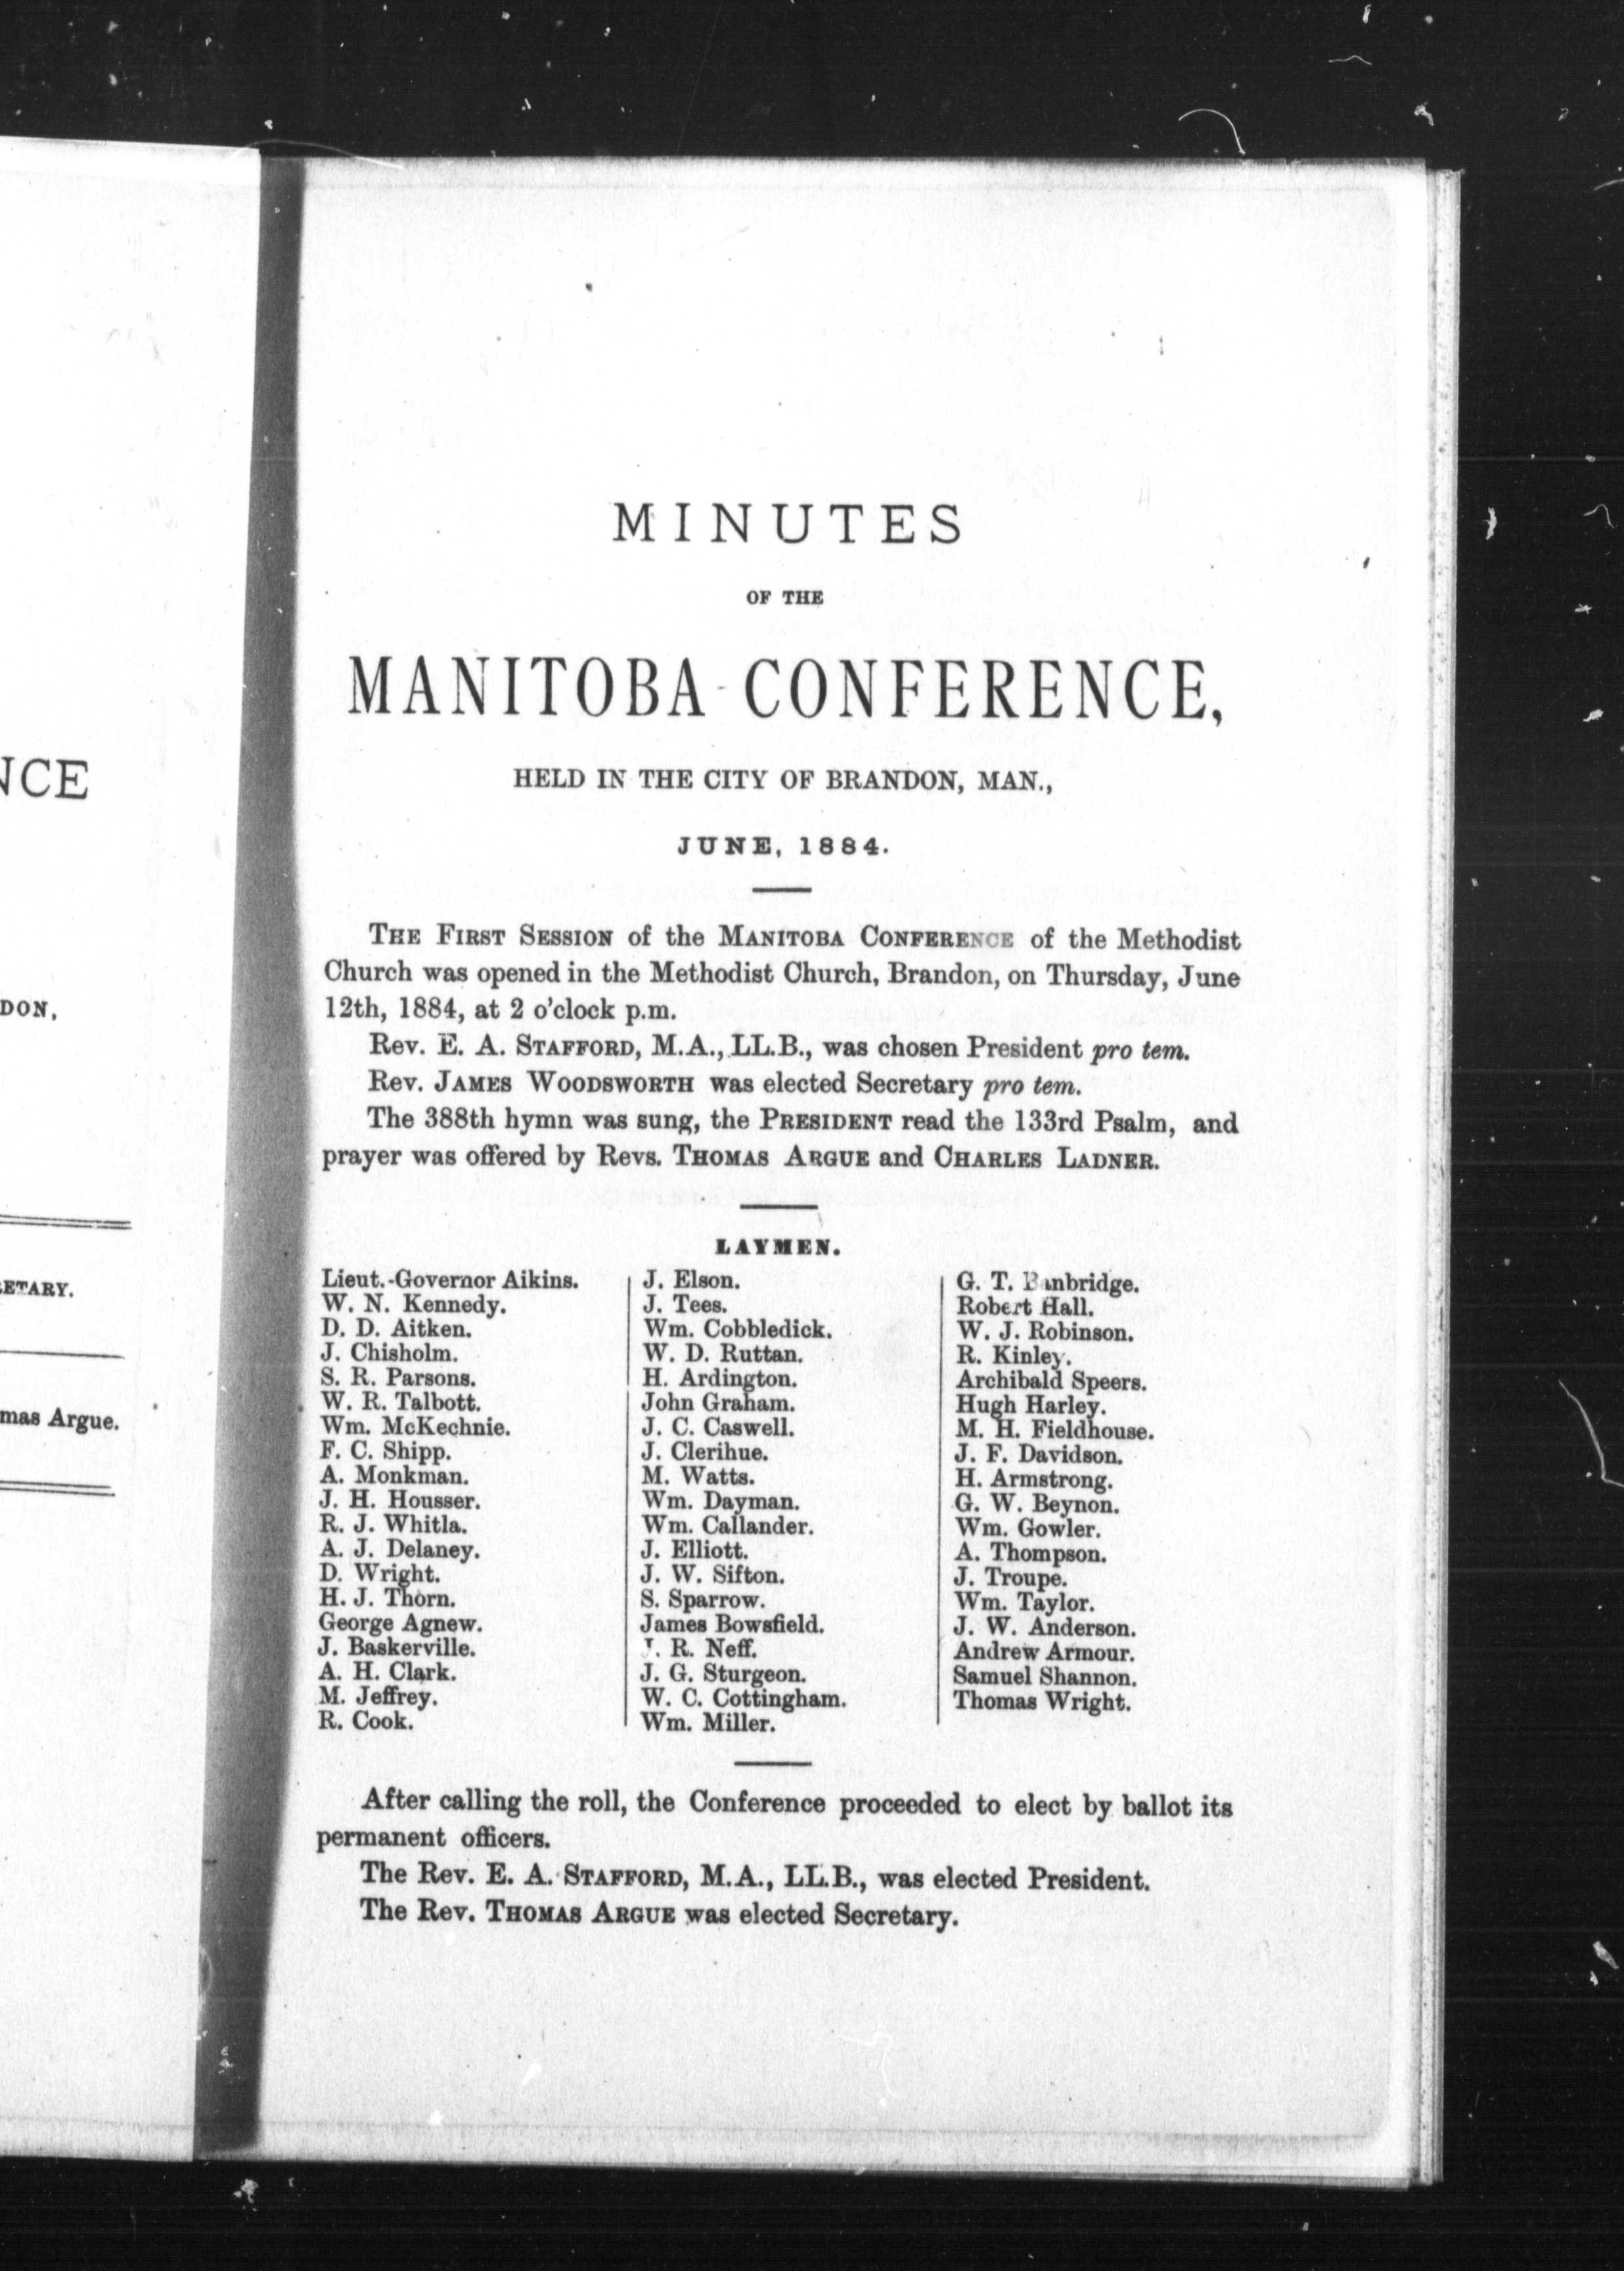 NCE
DON,
ETARY.
mas Argue.
MINUTES
OF THE
MANITOBA CONFERENCE,
HELD IN THE CITY OF BRANDON, MAN.,
JUNE, 1884.
THE FIRST SESSION of the MANITOBA CONFERENCE of the Methodist
Church was opened in the Methodist Church, Brandon, on Thursday, June
12th, 1884, at 2 o'clock p.m.
Rev. E. A. STAFFORD, M.A., LL.B., was chosen President pro tem.
Rev. JAMES WOODSWORTH was elected Secretary pro tem.
The 388th hymn was sung, the PRESIDENT read the 133rd Psalm, and
prayer was offered by Revs. THOMAS ARGUE and CHARLES LADNER.
LAYMEN.
Lieut.-Governor Aikins.
W. N. Kennedy.
D. D. Aitken.
J. Chisholm.
S. R. Parsons.
W. R. Talbott.
Wm. McKechnie.
F. C. Shipp.
A. Monkman.
J. H. Housser.
R. J. Whitla.
A. J. Delaney.
D. Wright.
H. J. Thorn.
George Agnew.
J. Baskerville.
A. H. Clark.
M. Jeffrey.
R. Cook.
J. Elson.
J. Tees.
Wm. Cobbledick.
W. D. Ruttan.
H. Ardington.
John Graham.
J. C. Caswell.
J. Clerihue.
M. Watts.
Wm. Dayman.
Wm. Callander.
J. Elliott.
J. W. Sifton.
S. Sparrow.
James Bowsfield.
R. Neff.
J. G. Sturgeon.
W. C. Cottingham.
Wm. Miller.
G. T.
Robert Hall.
W. J. Robinson.
R. Kinley.
Archibald Speers.
Hugh Harley.
M. H. Fieldhouse.
J. F. Davidson.
H. Armstrong.
G. W. Beynon.
Wm. Gowler.
A. Thompson.
J. Troupe.
Wm. Taylor.
J. W. Anderson.
Andrew Armour.
Samuel Shannon.
Thomas Wright.
After calling the roll, the Conference proceeded to elect by ballot its
permanent officers.
The Rev. E. A. STAFFORD, M.A., LL.B., was elected President.
The Rev. THOMAS ARGUE was elected Secretary.